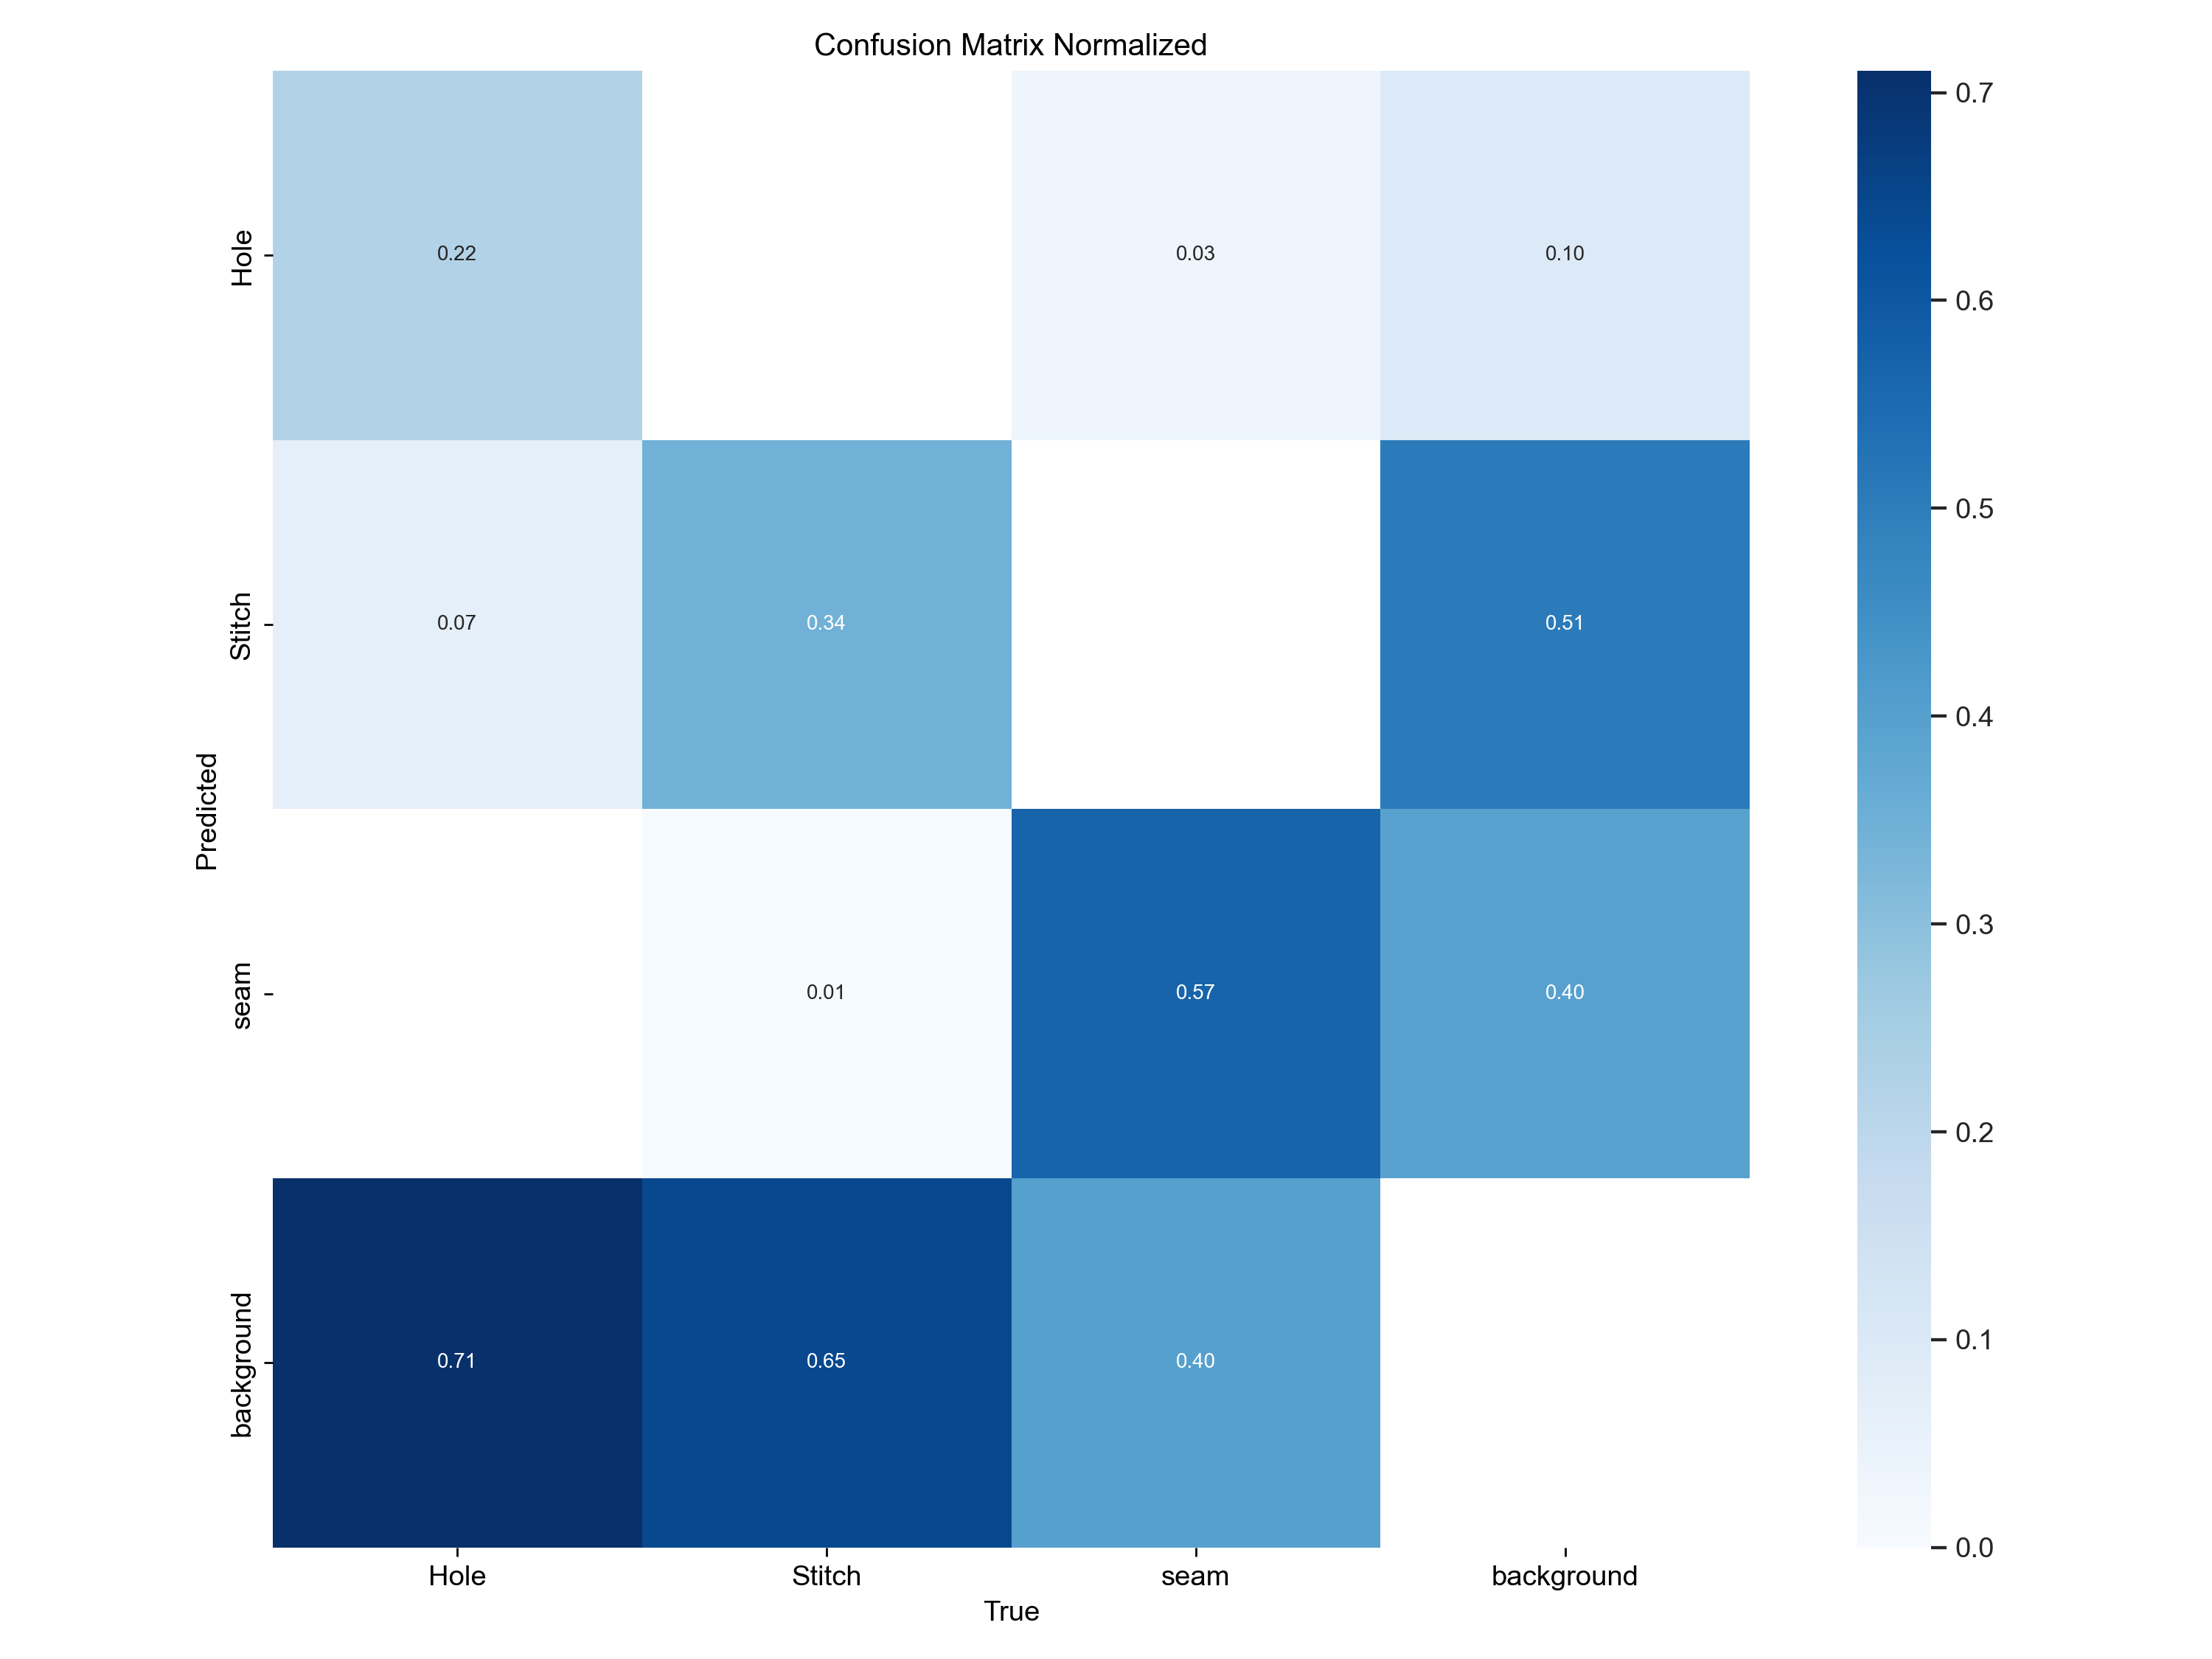 Confusion Matrix Normalized
Hole
0.22
0.03
0.10
Stitch
0.07
0.34
0.51
seam
0.01
0.57
0.40
background
0.71
0.65
0.40
Predicted
Hole
Stitch
seam
background
True
0.7
0.6
0.5
0.4
0.3
0.2
0.1
0.0